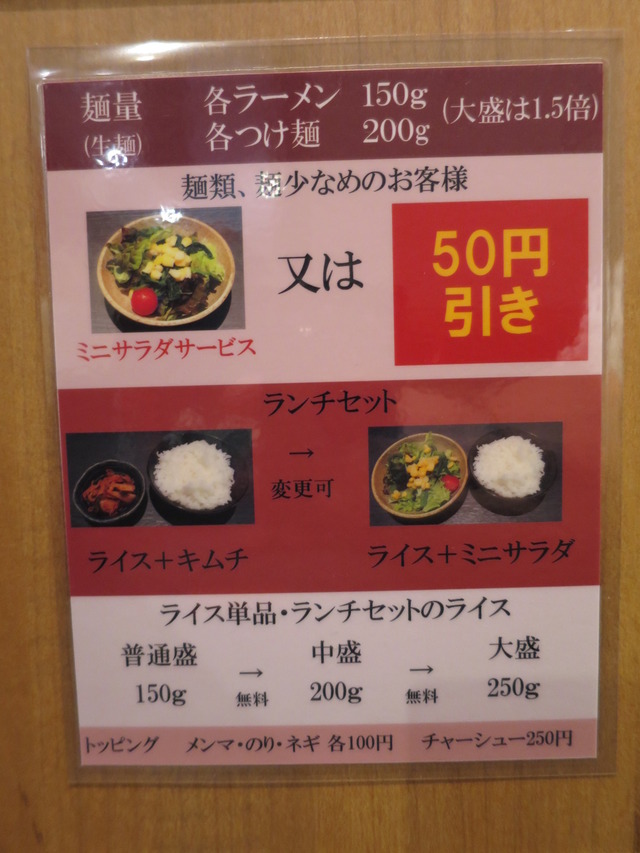 麺量 各ラーメン 150g (大盛は1.5倍)
(生麺) 各つけ麺 200g
麺類、麺少なめのお客様
又は
50円
引き
ミニサラダサービス
ランチセット
→
変更可
ライス＋キムチ ライス＋ミニサラダ
ライス単品・ランチセットのライス
普通盛 → 中盛 → 大盛
150g 無料 200g 無料 250g
トッピング メンマ・のり・ネギ 各100円 チャーシュー250円